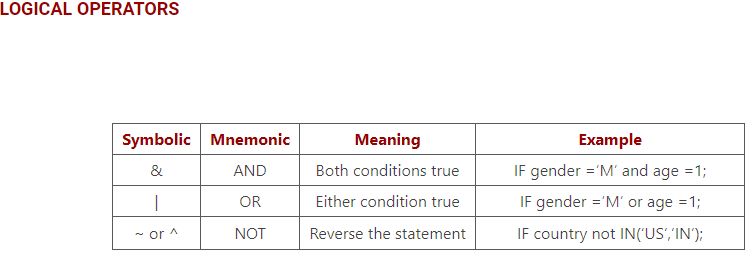 LOGICAL OPERATORS
Symbolic Mnemonic Meaning Example
& AND Both conditions true IF gender =‘M’ and age =1;
| OR Either condition true IF gender =‘M’ or age =1;
~ or ^ NOT Reverse the statement IF country not IN(‘US’,’IN’);